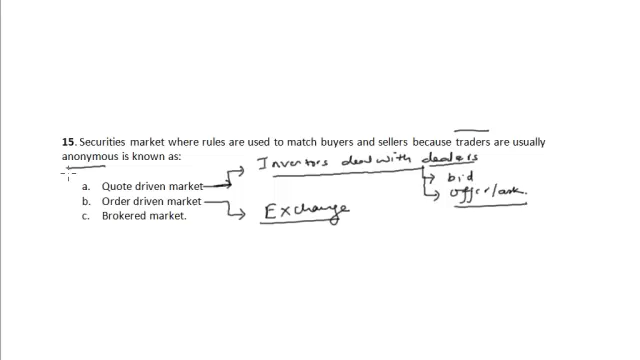 15. Securities market where rules are used to match buyers and sellers because traders are usually
anonymous is known as:
Investors deal with dealers
bid
offer/ask.
a. Quote driven market
b. Order driven market
Exchange
c. Brokered market.